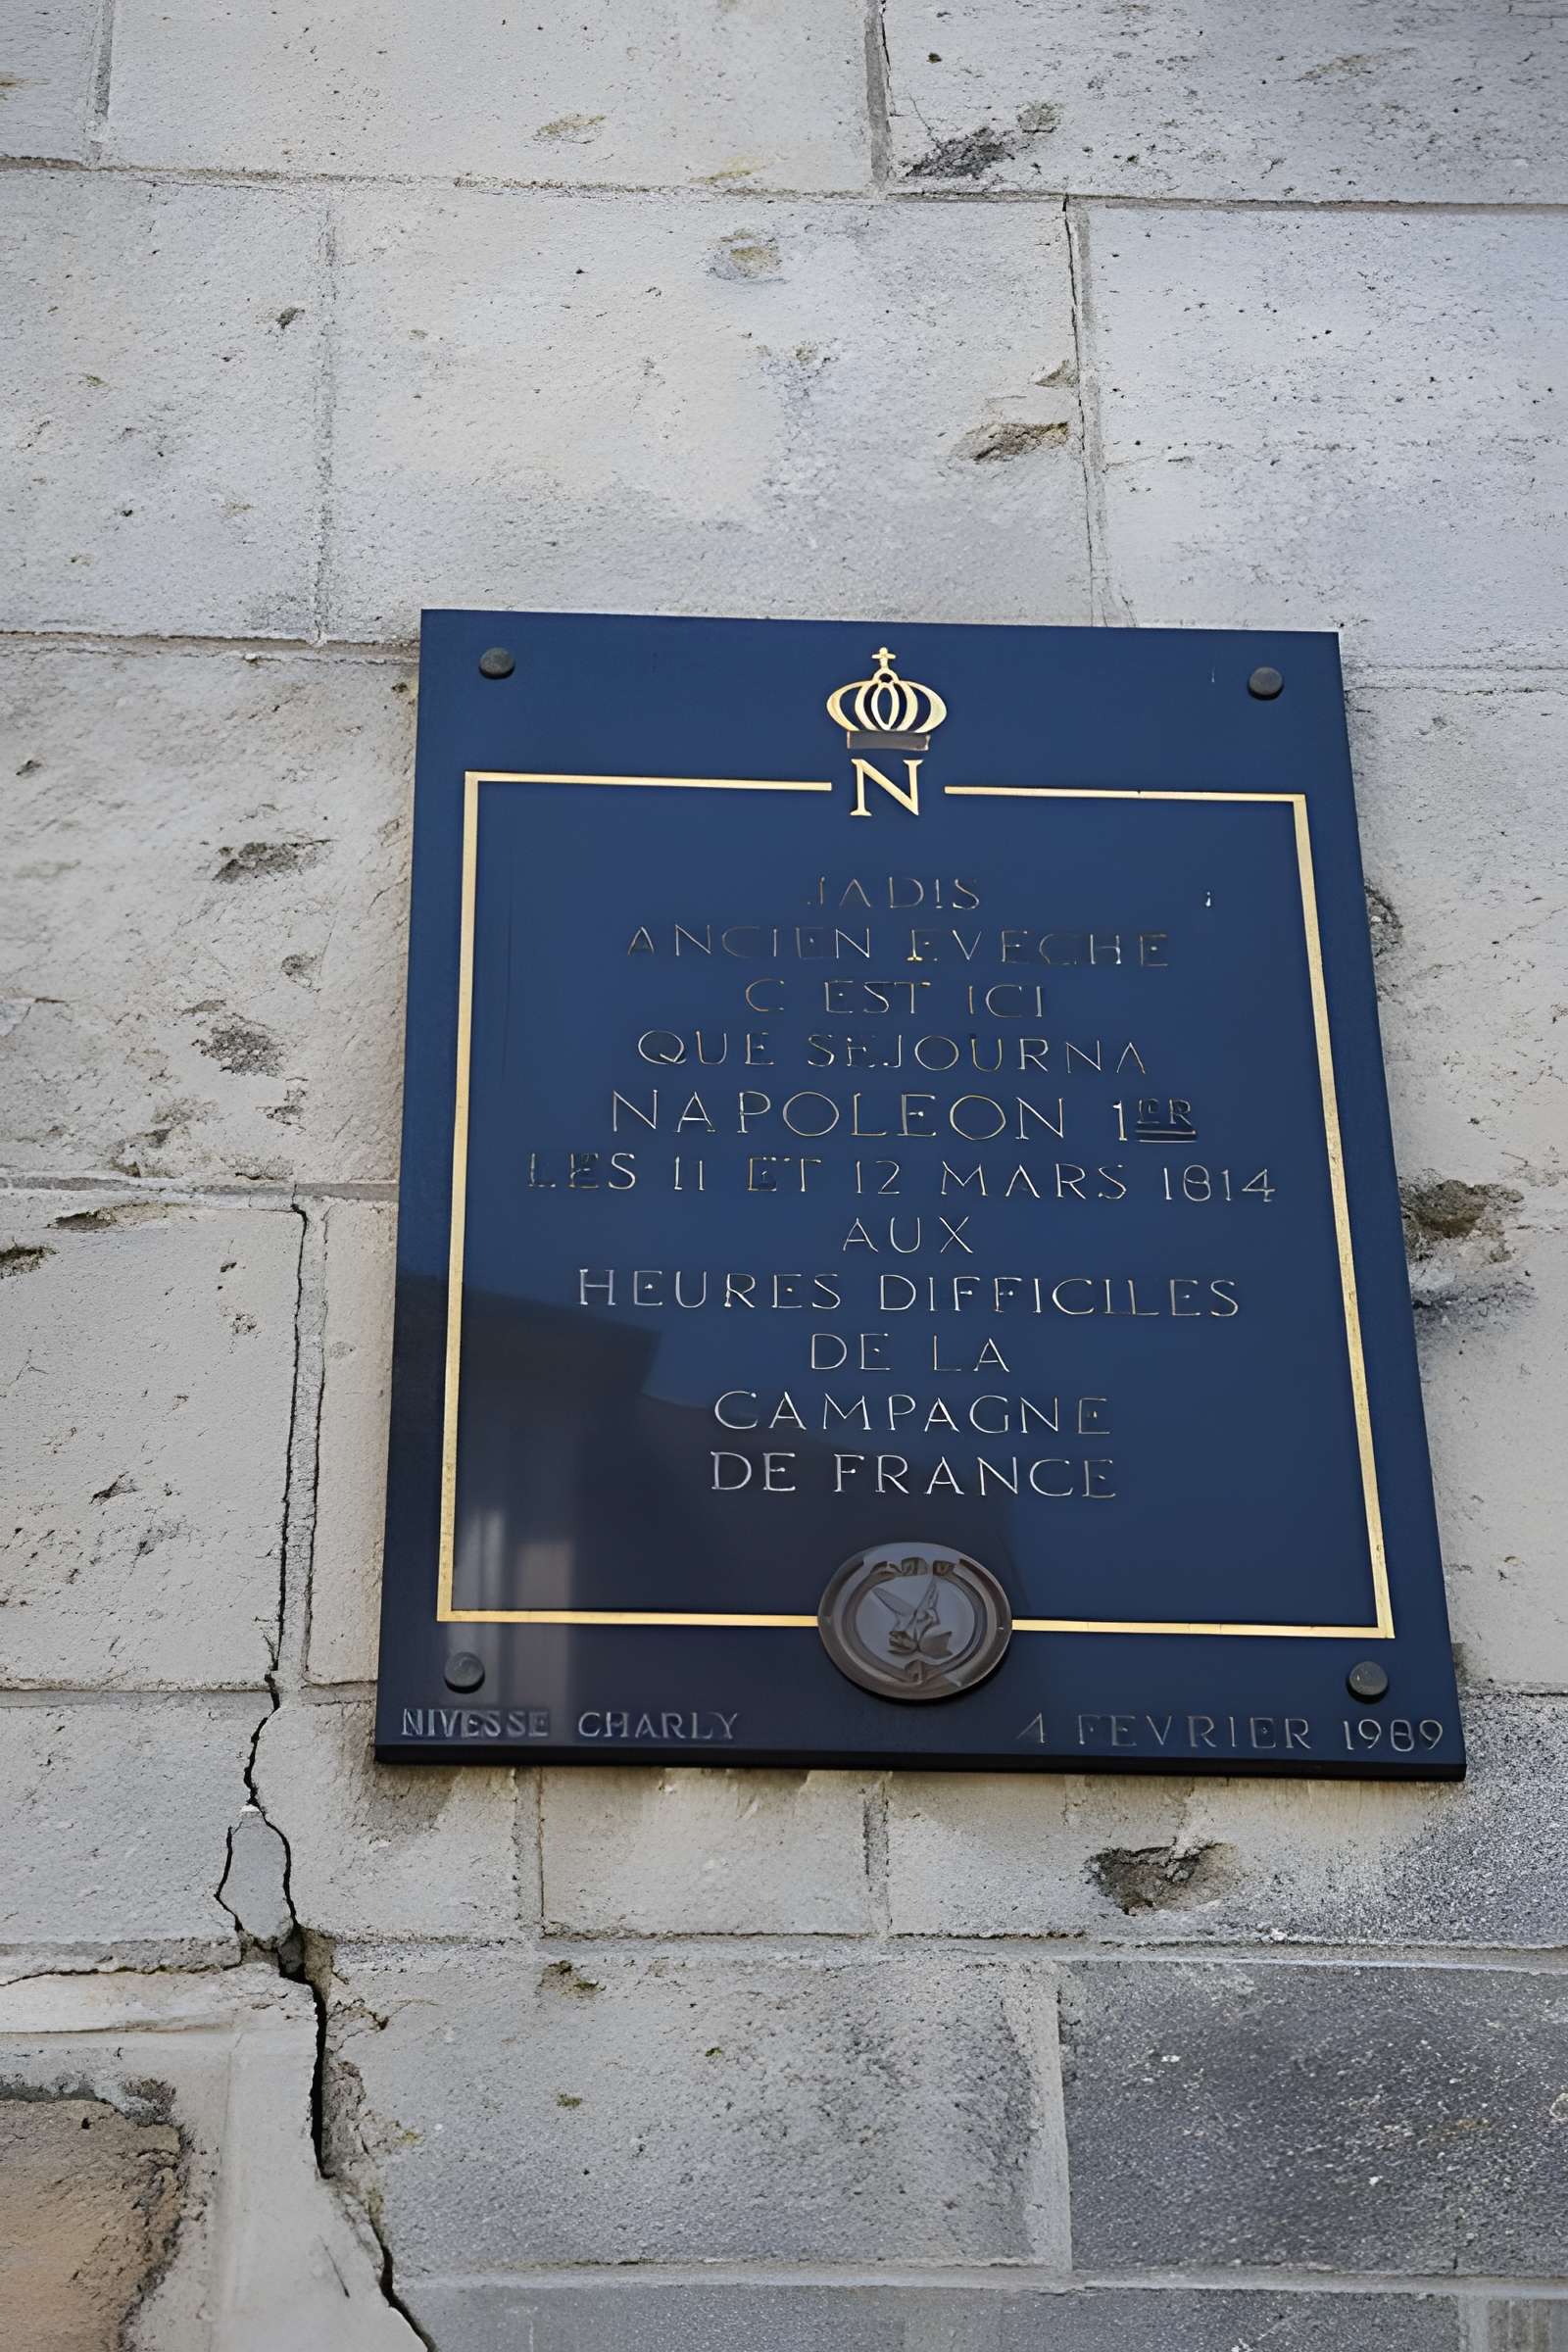 N
JADIS
ANCIEN EVECHE
C EST ICI
QUE SEJOURNA
NAPOLEON 1ER
LES 11 ET 12 MARS 1814
AUX
HEURES DIFFICILES
DE LA
CAMPAGNE
DE FRANCE
NIVESSE CHARLY
4 FEVRIER 1989